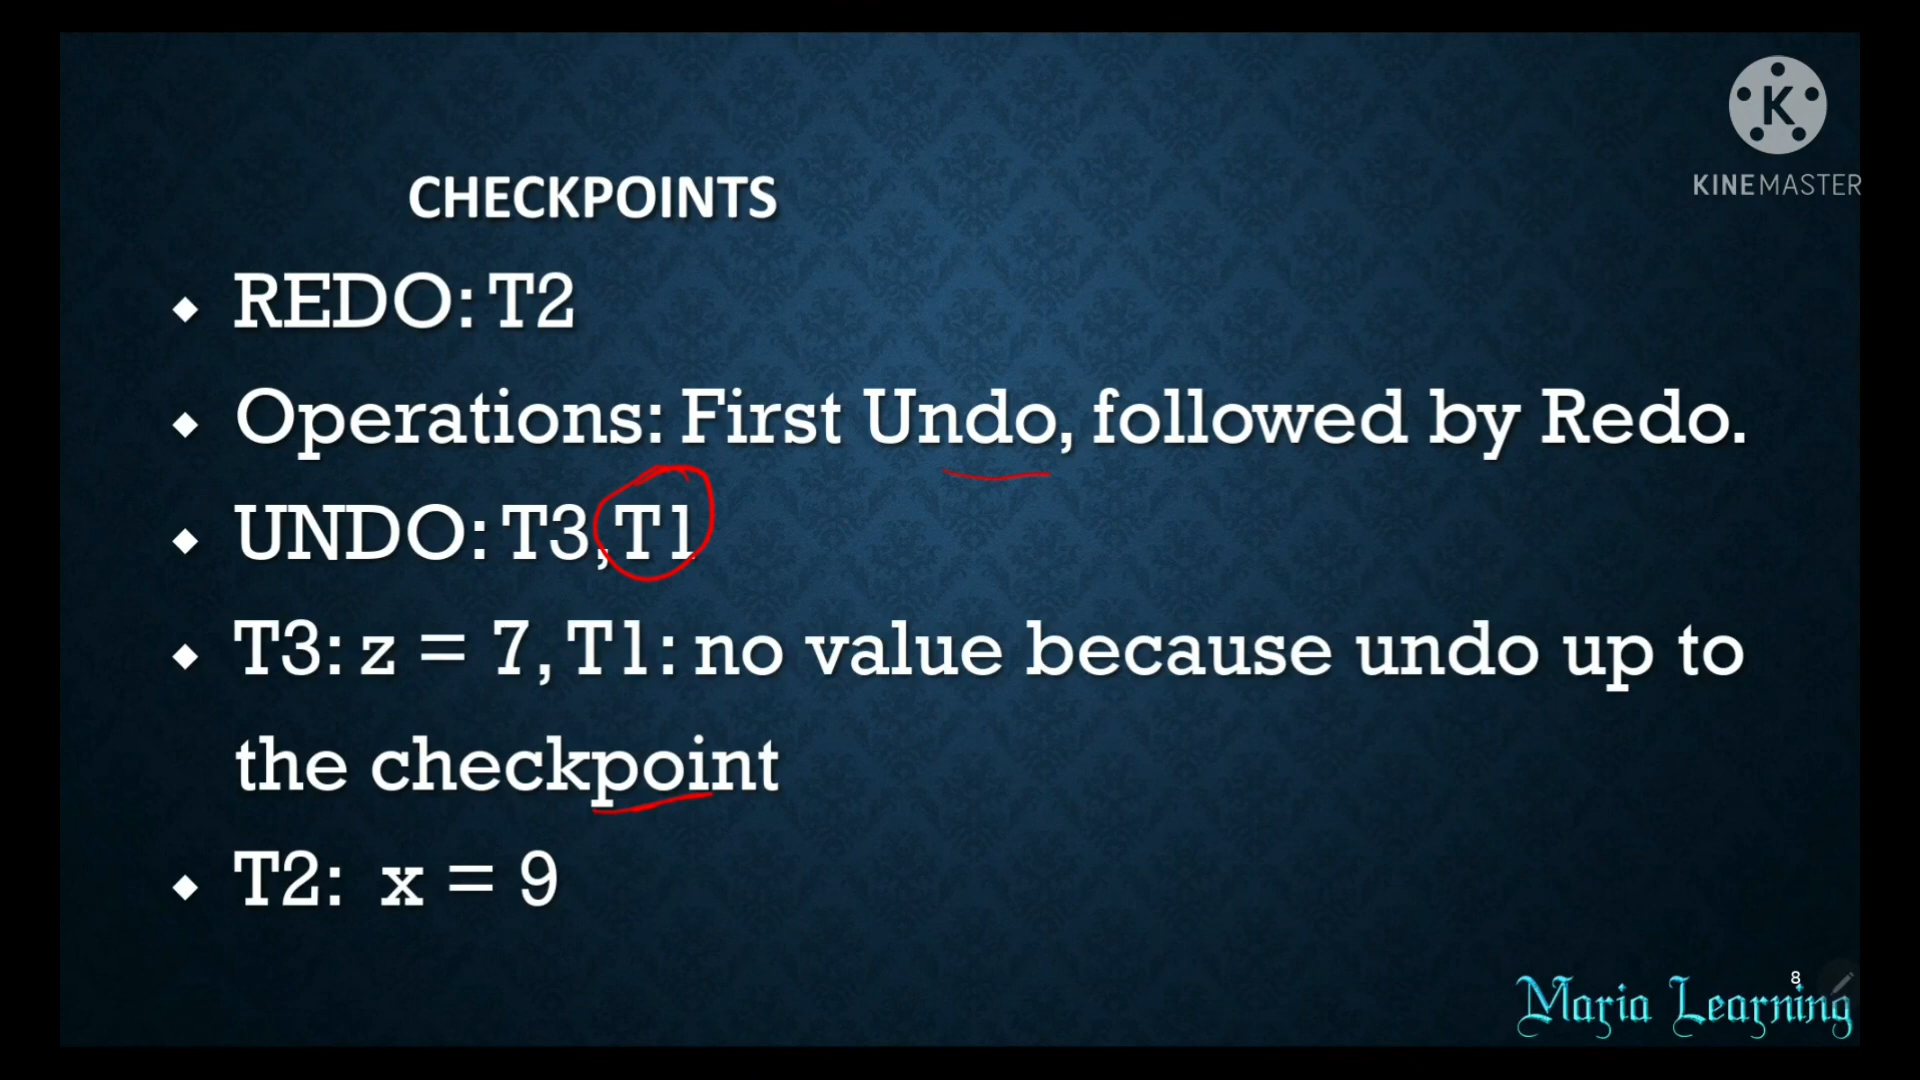 K
KINEMASTER
CHECKPOINTS
REDO: T2
Operations: First Undo, followed by Redo.
UNDO: T3, T1
T3: z = 7, T1: no value because undo up to
the checkpoint
T2: x = 9
8
Maria Learning